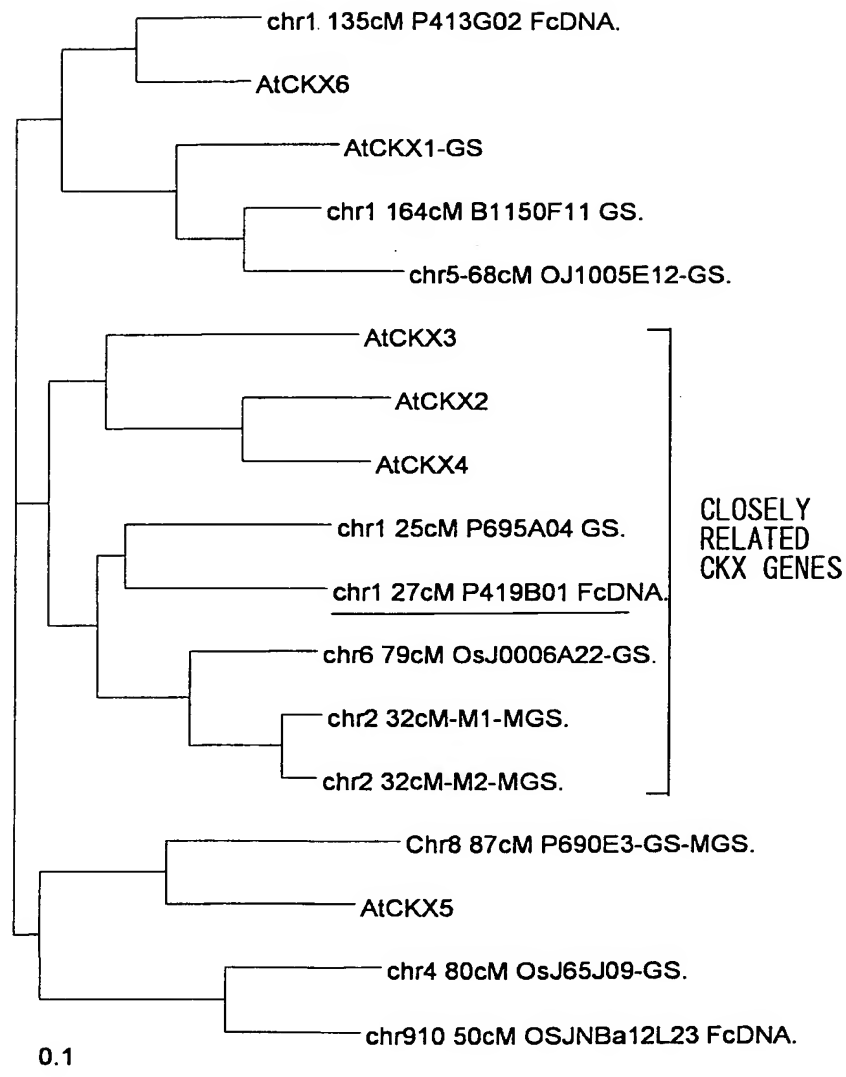 chr1 135cM P413G02 FcDNA.
AtCKX6
AtCKX1-GS
chr1 164cM B1150F11 GS.
chr5-68cM OJ1005E12-GS.
AtCKX3
AtCKX2
AtCKX4
chr1 25cM P695A04 GS.
chr1 27cM P419B01 FcDNA.
chr6 79cM OsJ0006A22-GS.
chr2 32cM-M1-MGS.
chr2 32cM-M2-MGS.
CLOSELY
RELATED
CKX GENES
Chr8 87cM P690E3-GS-MGS.
AtCKX5
chr4 80cM OsJ65J09-GS.
chr910 50cM OSJNBa12L23 FcDNA.
0.1